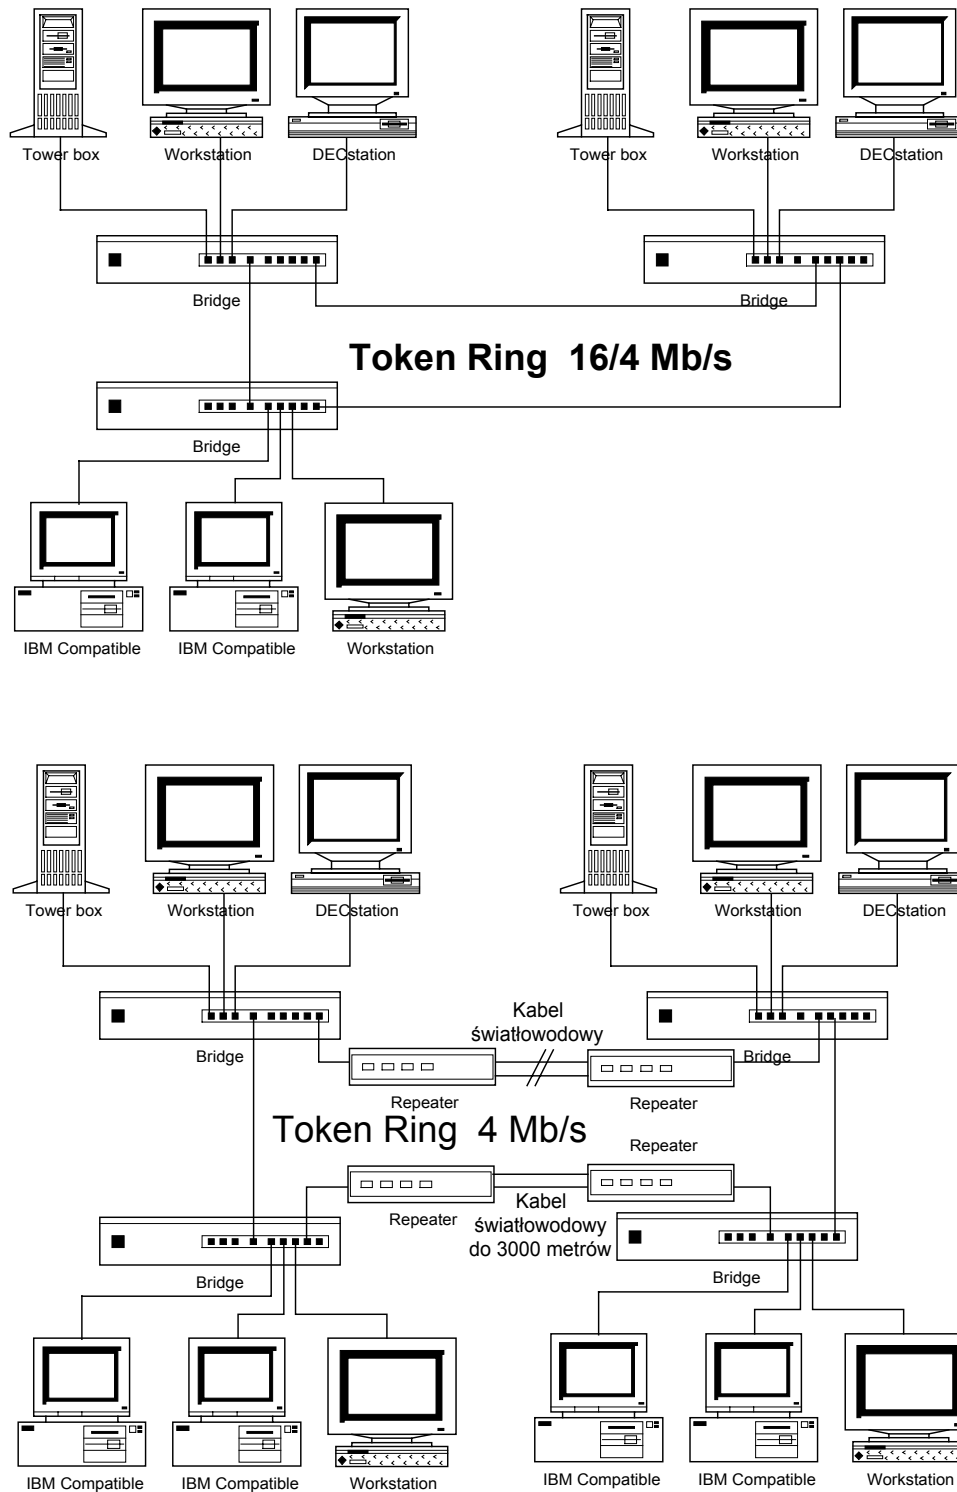 Tower box Workstation DECstation Tower box Workstation DECstation
Bridge Bridge
Token Ring 16/4 Mb/s
Bridge
IBM Compatible IBM Compatible Workstation
Tower box Workstation DECstation Tower box Workstation DECstation
Kabel
światłowodowy
Bridge Bridge
Repeater Repeater
Token Ring 4 Mb/s
Repeater
Repeater
Kabel
światłowodowy
do 3000 metrów
Bridge Bridge
IBM Compatible IBM Compatible Workstation IBM Compatible IBM Compatible Workstation